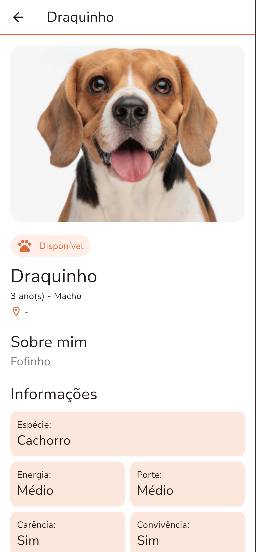 Draquinho
Disponível
Draquinho
3 ano(s) - Macho
-
Sobre mim
Fofinho
Informações
Espécie:
Cachorro
Energia:
Médio
Porte:
Médio
Carência:
Sim
Convivência:
Sim